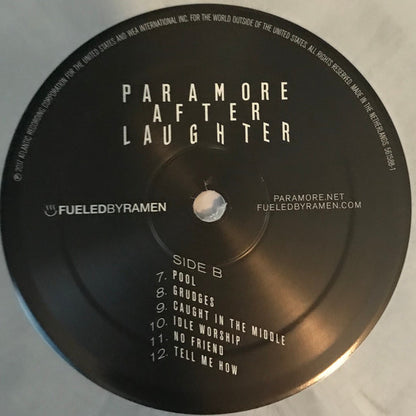 ℗ 2017 ATLANTIC RECORDING CORPORATION FOR THE UNITED STATES AND WEA INTERNATIONAL INC. FOR THE WORLD OUTSIDE OF THE UNITED STATES. ALL RIGHTS RESERVED. MADE IN THE NETHERLANDS. 561588-1
PARAMORE
AFTER
LAUGHTER
FUELEDBYRAMEN
PARAMORE.NET
FUELEDBYRAMEN.COM
SIDE B
7. POOL
8. GRUDGES
9. CAUGHT IN THE MIDDLE
10. IDLE WORSHIP
11. NO FRIEND
12. TELL ME HOW